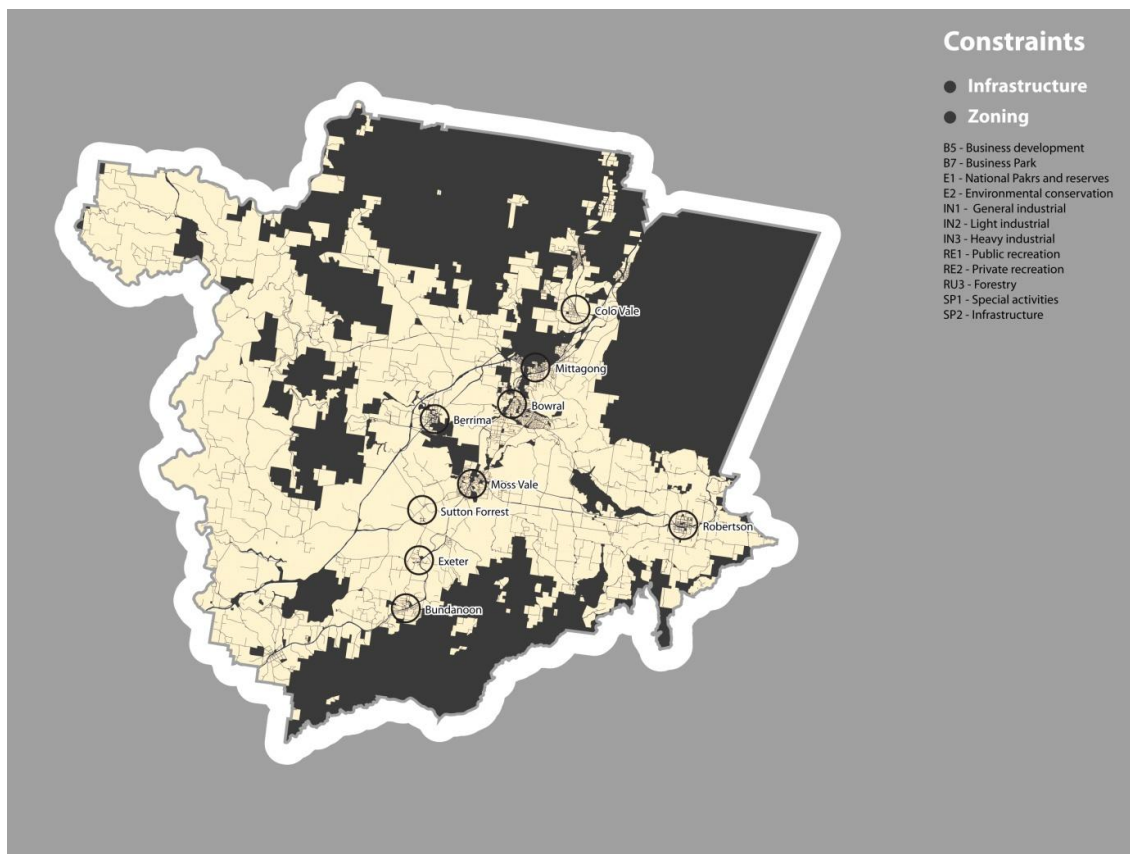 Constraints
Infrastructure
Zoning
B5 - Business development
B7 - Business Park
E1 - National Pakrs and reserves
E2 - Environmental conservation
IN1 - General industrial
IN2 - Light industrial
IN3 - Heavy industrial
RE1 - Public recreation
RE2 - Private recreation
RU3 - Forestry
SP1 - Special activities
SP2 - Infrastructure
Colo Vale
Mittagong
Bowral
Berrima
Moss Vale
Sutton Forrest
Robertson
Exeter
Bundanoon